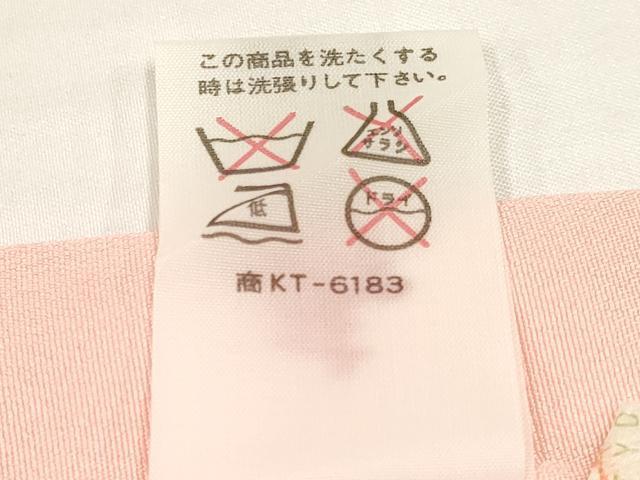 この商品を洗たくする
時は洗張りして下さい。
エンソ
サラシ
低
ドライ
商KT-6183